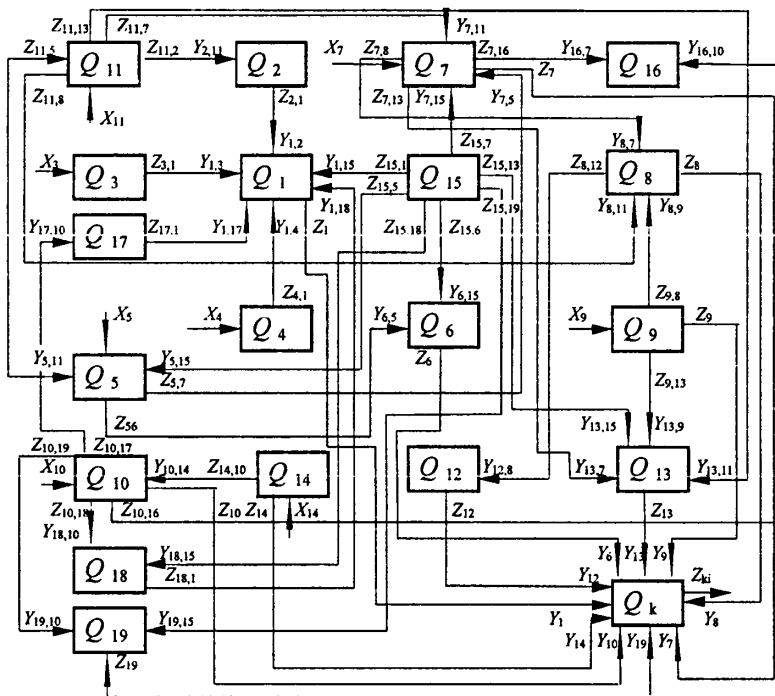 Z11,13 Z11,7 Y7,11
Z11,5 Z11,2 Y2,11 X7 Z7,8 Z7,16 Y16,7 Y16,10
Q 11 Q 2 Q 7 Z7 Q 16
Z11,8 Z7,13 Y7,15 Y7,5
X11 Z2,1
Y1,2 Z15,7 Y8,7
X3 Z3,1 Y1,3 Y1,15 Z15,1 Z15,13 Z8,12 Z8
Q 3 Q 1 Z15,5 Q 15 Q 8
Y1,18 Z15,19 Y8,11 Y8,9
Y17,10 Z17,1 Y1,17 Y1,4 Z1 Z15,18 Z15,6
Q 17
Z4,1 Y6,15 Z9,8
X5 X4 Q 4 Y6,5 Q 6 X9 Q 9 Z9
Y5,11 Y5,15 Z6
Q 5 Z5,7 Z9,13
Z56 Y13,15 Y13,9
Z10,19 Z10,17
X10 Y10,14 Z14,10 Q 14 Q 12 Y12,8 Y13,7 Q 13 Y13,11
Q 10
Z10,18 Z10,16 Z10 Z14 X14 Z12 Z13
Y18,10
Y18,15 Y6 Y13 Y9
Q 18 Z18,1 Y12 Zki
Q k
Y19,10 Y19,15 Y1 Y8
Q 19 Y14 Y10 Y19 Y7
Z19